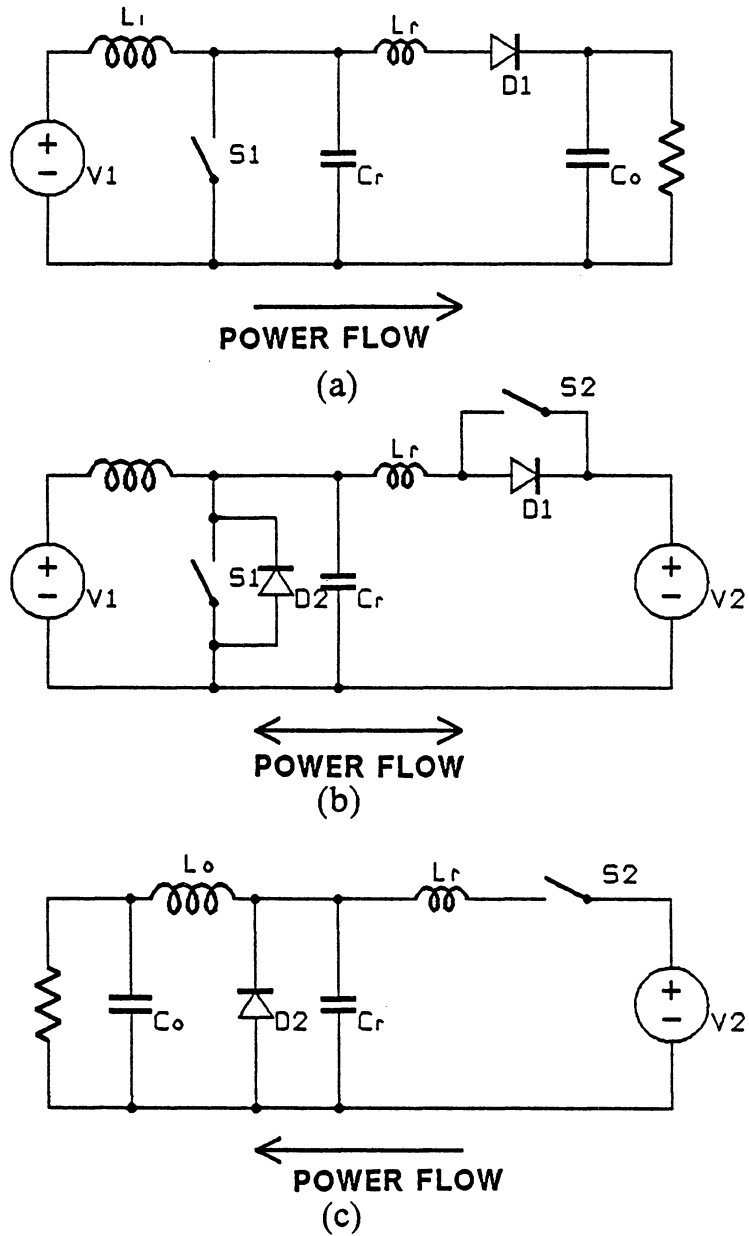 Li Lr
D1
V1 S1 Cr Co
POWER FLOW
(a)
S2
Lr
D1
V1 S1 D2 Cr V2
POWER FLOW
(b)
Lo Lr S2
Co D2 Cr V2
POWER FLOW
(c)